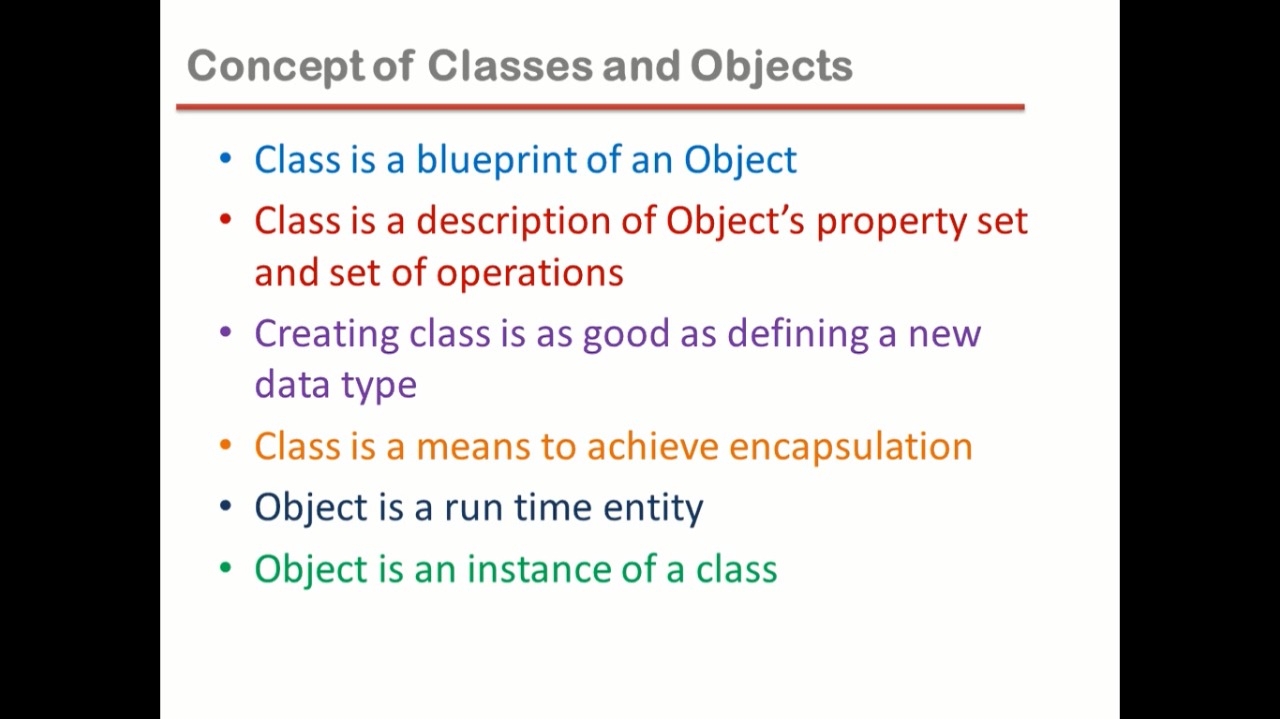 Concept of Classes and Objects
• Class is a blueprint of an Object
• Class is a description of Object’s property set
and set of operations
• Creating class is as good as defining a new
data type
• Class is a means to achieve encapsulation
• Object is a run time entity
• Object is an instance of a class